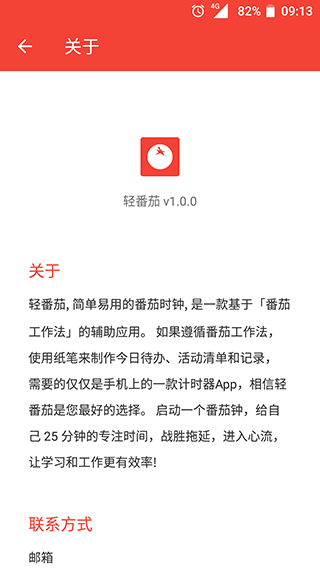 4G 82% 09:13
关于
轻番茄 v1.0.0
关于
轻番茄, 简单易用的番茄时钟, 是一款基于「番茄
工作法」的辅助应用。 如果遵循番茄工作法，
使用纸笔来制作今日待办、活动清单和记录，
需要的仅仅是手机上的一款计时器App，相信轻
番茄是您最好的选择。 启动一个番茄钟，给自
己 25 分钟的专注时间，战胜拖延，进入心流，
让学习和工作更有效率!
联系方式
邮箱